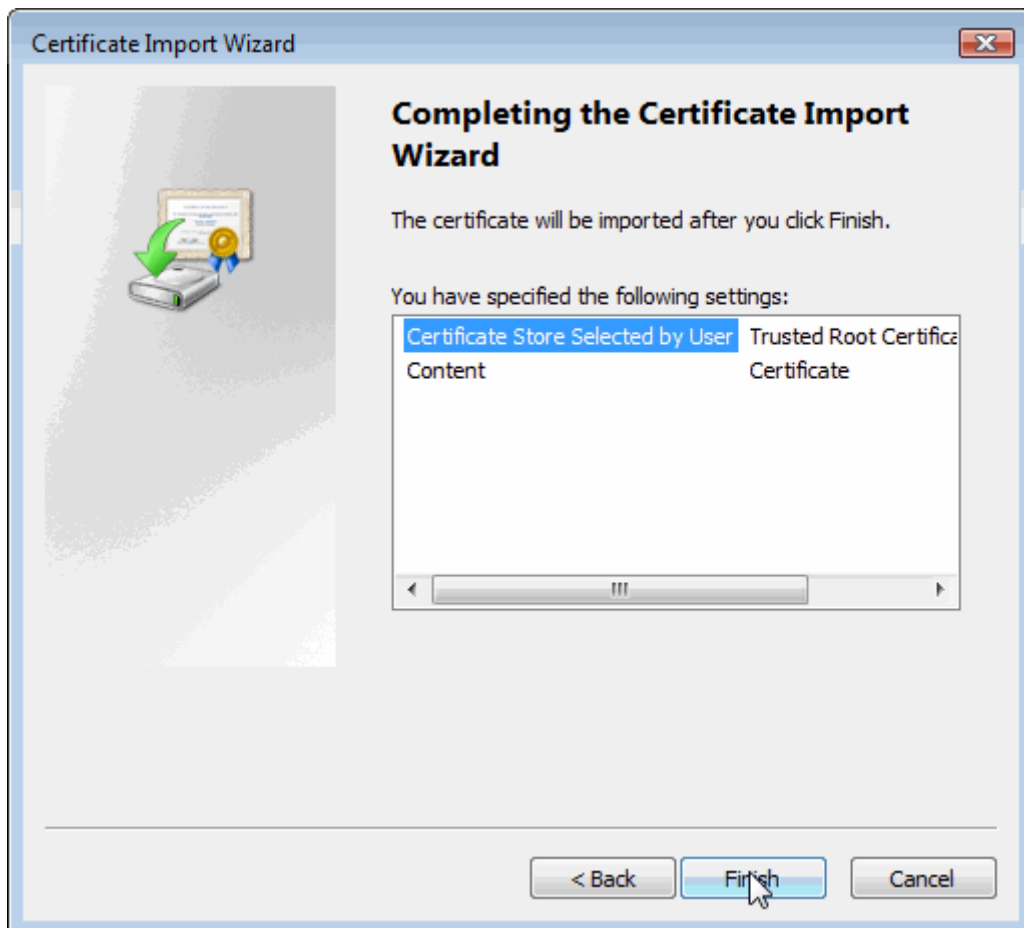 Certificate Import Wizard
Completing the Certificate Import
Wizard
The certificate will be imported after you click Finish.
You have specified the following settings:
Certificate Store Selected by User Trusted Root Certifica
Content Certificate
< Back Finish Cancel